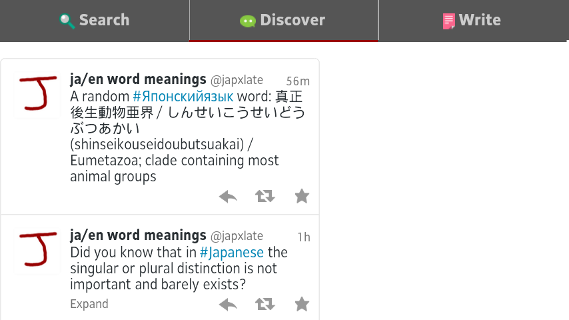 Search
Discover
Write
ja/en word meanings @japxlate 56m
A random #Японскийязык word: 真正
後生動物亜界 / しんせいこうせいどう
ぶつあかい
(shinseikouseidoubutsuakai) /
Eumetazoa; clade containing most
animal groups
ja/en word meanings @japxlate 1h
Did you know that in #Japanese the
singular or plural distinction is not
important and barely exists?
Expand